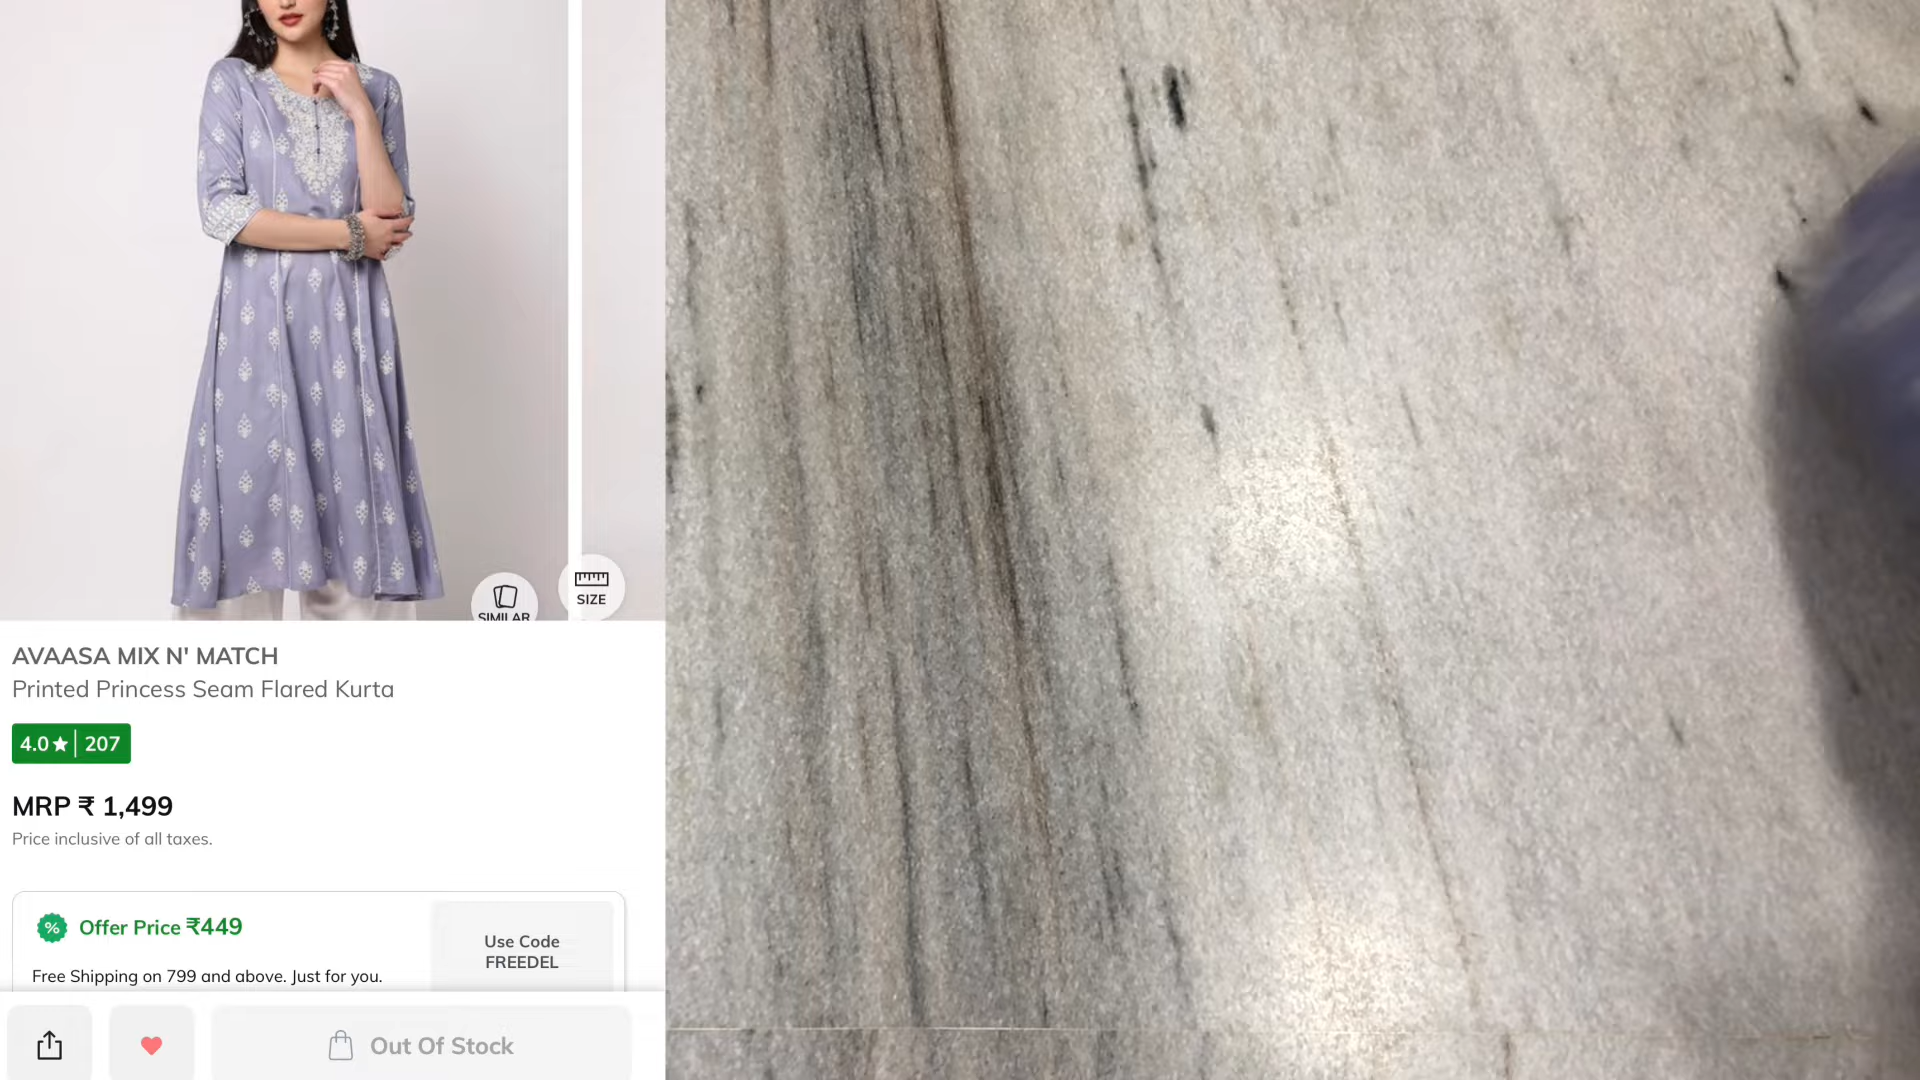 SIMILAR
SIZE
AVAASA MIX N' MATCH
Printed Princess Seam Flared Kurta
4.0★ | 207
MRP ₹ 1,499
Price inclusive of all taxes.
% Offer Price ₹449
Use Code
FREEDEL
Free Shipping on 799 and above. Just for you.
Out Of Stock